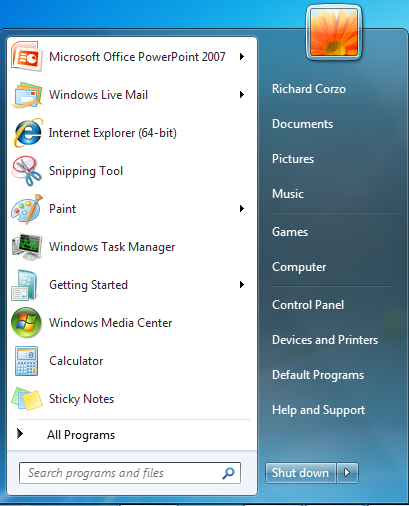 Microsoft Office PowerPoint 2007
Windows Live Mail
Internet Explorer (64-bit)
Snipping Tool
Paint
Windows Task Manager
Getting Started
Windows Media Center
Calculator
Sticky Notes
All Programs
Search programs and files
Richard Corzo
Documents
Pictures
Music
Games
Computer
Control Panel
Devices and Printers
Default Programs
Help and Support
Shut down